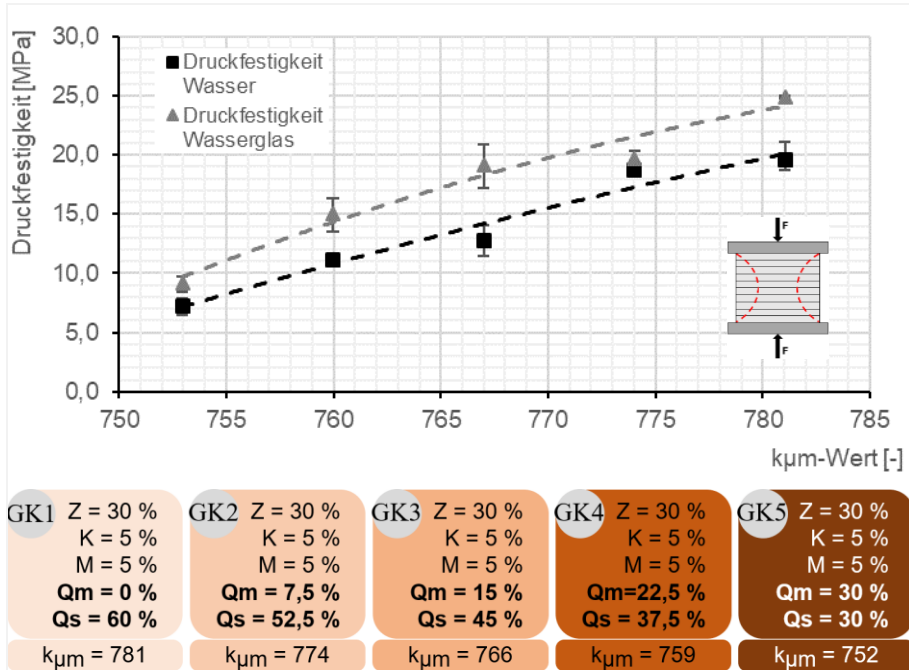 Druckfestigkeit [MPa]
30,0
25,0
20,0
15,0
10,0
5,0
0,0
Druckfestigkeit
Wasser
Druckfestigkeit
Wasserglas
F
F
750 755 760 765 770 775 780 785
kµm-Wert [-]
GK1
Z = 30 %
K = 5 %
M = 5 %
Qm = 0 %
Qs = 60 %
kµm = 781
GK2
Z = 30 %
K = 5 %
M = 5 %
Qm = 7,5 %
Qs = 52,5 %
kµm = 774
GK3
Z = 30 %
K = 5 %
M = 5 %
Qm = 15 %
Qs = 45 %
kµm = 766
GK4
Z = 30 %
K = 5 %
M = 5 %
Qm=22,5 %
Qs = 37,5 %
kµm = 759
GK5
Z = 30 %
K = 5 %
M = 5 %
Qm = 30 %
Qs = 30 %
kµm = 752